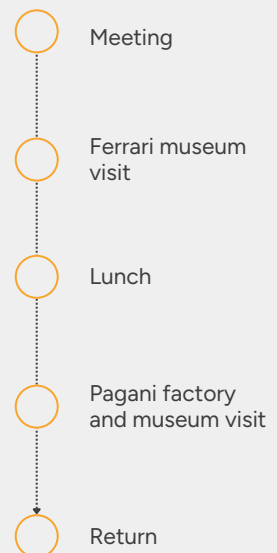 Meeting
Ferrari museum
visit
Lunch
Pagani factory
and museum visit
Return